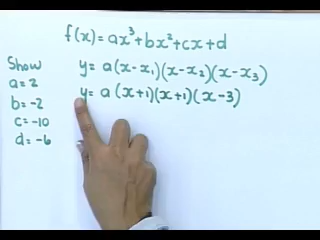 f(x) = ax³ + bx² + cx + d
Show
a = 2
b = -2
c = -10
d = -6
y = a(x-x₁)(x-x₂)(x-x₃)
y = a(x+1)(x+1)(x-3)